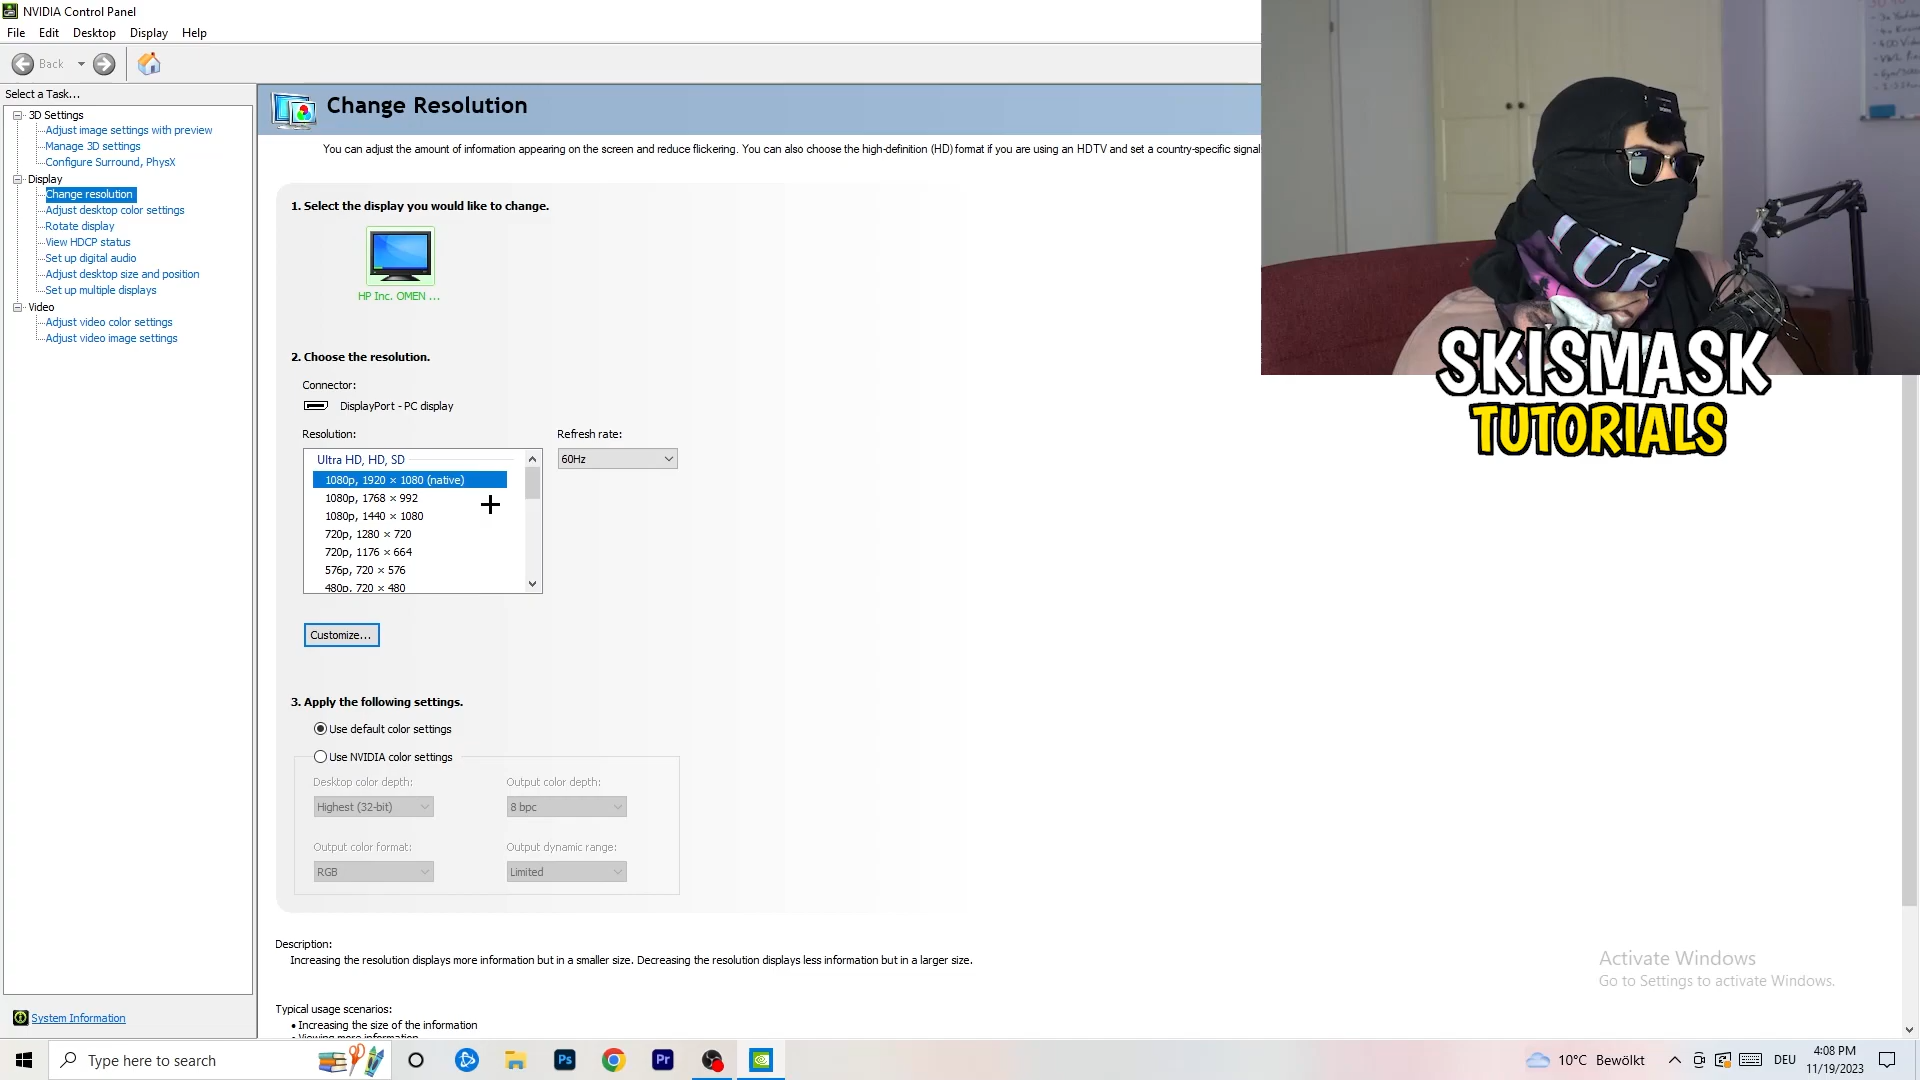 NVIDIA Control Panel
File Edit Desktop Display Help
Back
Select a Task...
3D Settings
Adjust image settings with preview
Manage 3D settings
Configure Surround, PhysX
Display
Change resolution
Adjust desktop color settings
Rotate display
View HDCP status
Set up digital audio
Adjust desktop size and position
Set up multiple displays
Video
Adjust video color settings
Adjust video image settings
System Information
Change Resolution
You can adjust the amount of information appearing on the screen and reduce flickering. You can also choose the high-definition (HD) format if you are using an HDTV and set a country-specific signal
1. Select the display you would like to change.
HP Inc. OMEN ...
2. Choose the resolution.
Connector:
DisplayPort - PC display
Resolution:
Refresh rate:
Ultra HD, HD, SD
60Hz
1080p, 1920 × 1080 (native)
1080p, 1768 × 992
1080p, 1440 × 1080
720p, 1280 × 720
720p, 1176 × 664
576p, 720 × 576
480p, 720 × 480
Customize...
3. Apply the following settings.
Use default color settings
Use NVIDIA color settings
Desktop color depth:
Output color depth:
Highest (32-bit)
8 bpc
Output color format:
Output dynamic range:
RGB
Limited
Description:
Increasing the resolution displays more information but in a smaller size. Decreasing the resolution displays less information but in a larger size.
Typical usage scenarios:
• Increasing the size of the information
• Viewing more information
SKISMASK
TUTORIALS
Activate Windows
Go to Settings to activate Windows.
Type here to search
Ps
Pr
10°C Bewölkt
DEU
4:08 PM
11/19/2023